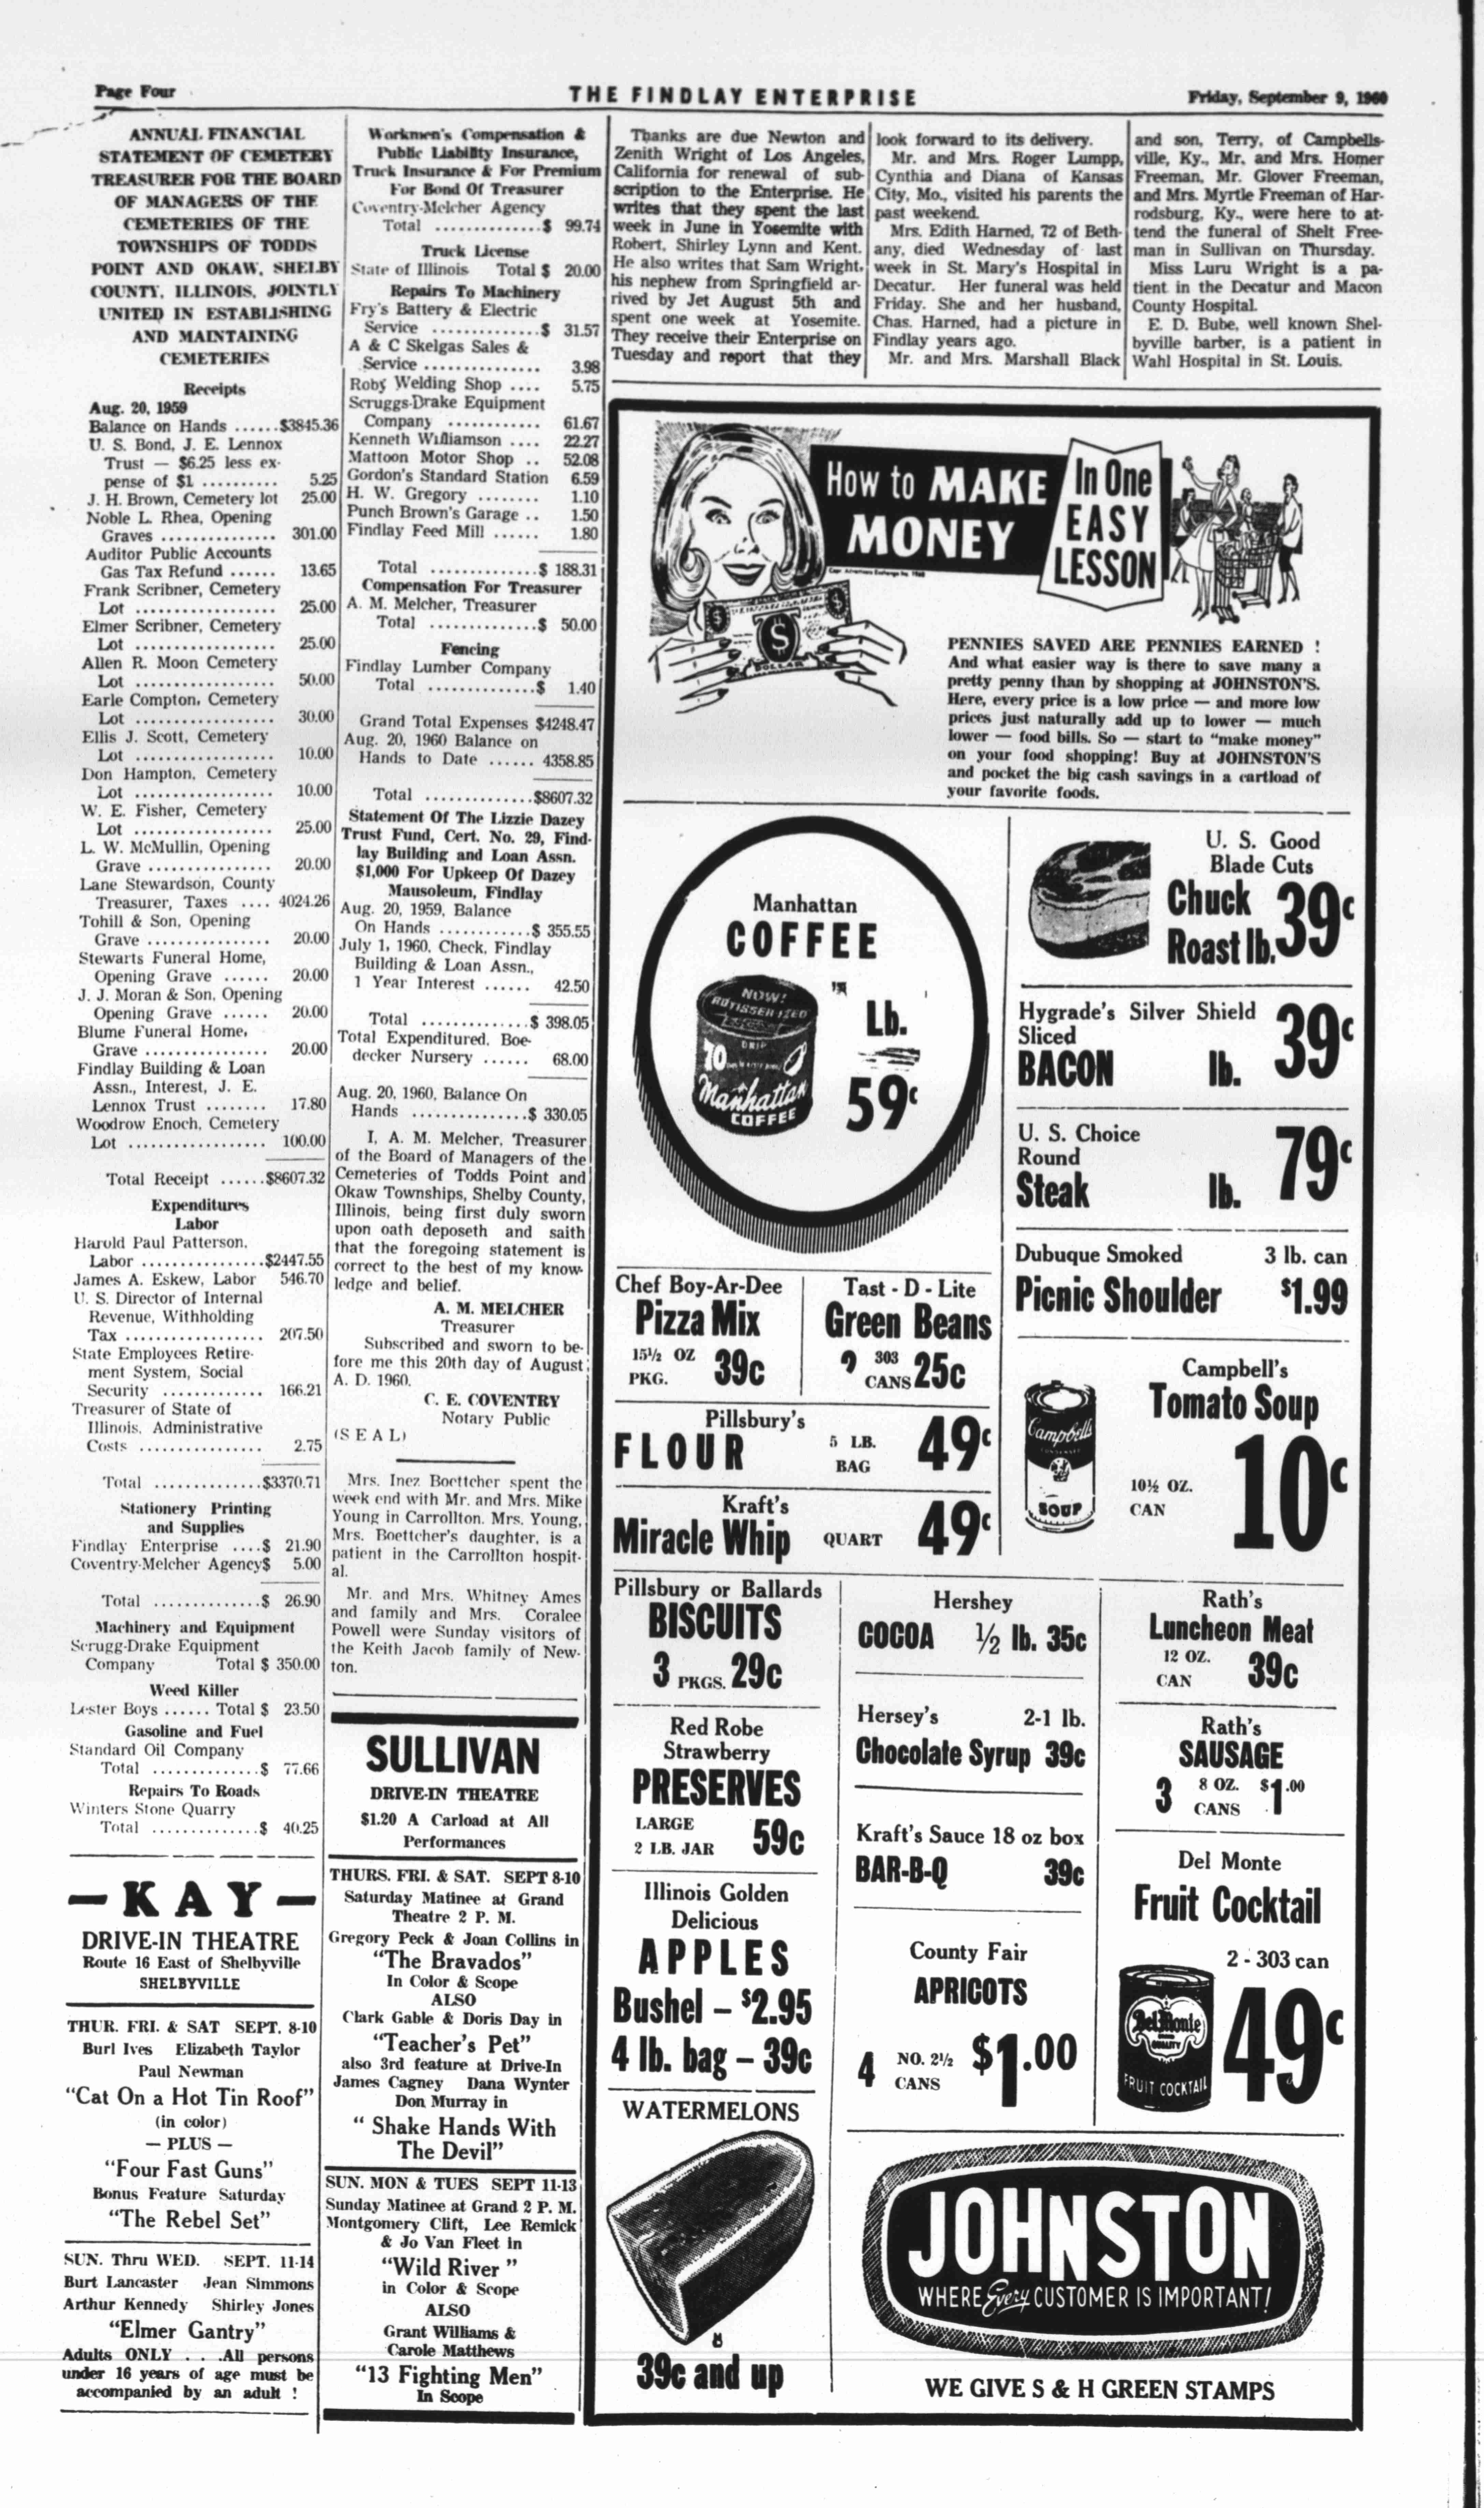 Page Four
THE FINDLAY ENTERPRISE
Friday, September 9, 1960
ANNUAL FINANCIAL
STATEMENT OF CEMETERY
TREASURER FOR THE BOARD
OF MANAGERS OF THE
CEMETERIES OF THE
TOWNSHIPS OF TODDS
POINT AND OKAW, SHELBY
COUNTY, ILLINOIS, JOINTLY
UNITED IN ESTABLISHING
AND MAINTAINING
CEMETERIES
Receipts
Aug. 20, 1959
Balance on Hands ......$3845.36
U. S. Bond, J. E. Lennox
Trust — $6.25 less ex-
pense of $1 .......... 5.25
J. H. Brown, Cemetery lot 25.00
Noble L. Rhea, Opening
Graves ............... 301.00
Auditor Public Accounts
Gas Tax Refund ...... 13.65
Frank Scribner, Cemetery
Lot .................. 25.00
Elmer Scribner, Cemetery
Lot .................. 25.00
Allen R. Moon Cemetery
Lot .................. 50.00
Earle Compton, Cemetery
Lot .................. 30.00
Ellis J. Scott, Cemetery
Lot .................. 10.00
Don Hampton, Cemetery
Lot .................. 10.00
W. E. Fisher, Cemetery
Lot .................. 25.00
L. W. McMullin, Opening
Grave ................ 20.00
Lane Stewardson, County
Treasurer, Taxes .... 4024.26
Tohill & Son, Opening
Grave ................ 20.00
Stewarts Funeral Home,
Opening Grave ...... 20.00
J. J. Moran & Son, Opening
Opening Grave ...... 20.00
Blume Funeral Home,
Grave ................ 20.00
Findlay Building & Loan
Assn., Interest, J. E.
Lennox Trust ........ 17.80
Woodrow Enoch, Cemetery
Lot .................. 100.00
Total Receipt ......$8607.32
Expenditures
Labor
Harold Paul Patterson,
Labor ................$2447.55
James A. Eskew, Labor 546.70
U. S. Director of Internal
Revenue, Withholding
Tax .................. 207.50
State Employees Retire-
ment System, Social
Security ............. 166.21
Treasurer of State of
Illinois, Administrative
Costs ................ 2.75
Total ..............$3370.71
Stationery Printing
and Supplies
Findlay Enterprise ....$ 21.90
Coventry-Melcher Agency$ 5.00
Total ..............$ 26.90
Machinery and Equipment
Scrugg-Drake Equipment
Company Total $ 350.00
Weed Killer
Lester Boys ...... Total $ 23.50
Gasoline and Fuel
Standard Oil Company
Total ..............$ 77.66
Repairs To Roads
Winters Stone Quarry
Total ..............$ 40.25
—KAY—
DRIVE-IN THEATRE
Route 16 East of Shelbyville
SHELBYVILLE
THUR. FRI. & SAT SEPT. 8-10
Burl Ives Elizabeth Taylor
Paul Newman
"Cat On a Hot Tin Roof"
(in color)
— PLUS —
"Four Fast Guns"
Bonus Feature Saturday
"The Rebel Set"
SUN. Thru WED. SEPT. 11-14
Burt Lancaster Jean Simmons
Arthur Kennedy Shirley Jones
"Elmer Gantry"
Adults ONLY . . .All persons
under 16 years of age must be
accompanied by an adult !
Workmen's Compensation &
Public Liability Insurance,
Truck Insurance & For Premium
For Bond Of Treasurer
Coventry-Melcher Agency
Total ..............$ 99.74
Truck License
State of Illinois Total $ 20.00
Repairs To Machinery
Fry's Battery & Electric
Service .............$ 31.57
A & C Skelgas Sales &
Service ............... 3.98
Roby Welding Shop .... 5.75
Scruggs-Drake Equipment
Company ............ 61.67
Kenneth Williamson .... 22.27
Mattoon Motor Shop .. 52.08
Gordon's Standard Station 6.59
H. W. Gregory ........ 1.10
Punch Brown's Garage .. 1.50
Findlay Feed Mill ...... 1.80
Total ..............$ 188.31
Compensation For Treasurer
A. M. Melcher, Treasurer
Total ..............$ 50.00
Fencing
Findlay Lumber Company
Total ..............$ 1.40
Grand Total Expenses $4248.47
Aug. 20, 1960 Balance on
Hands to Date ...... 4358.85
Total ..............$8607.32
Statement Of The Lizzie Dazey
Trust Fund, Cert. No. 29, Find-
lay Building and Loan Assn.
$1,000 For Upkeep Of Dazey
Mausoleum, Findlay
Aug. 20, 1959, Balance
On Hands ............$ 355.55
July 1, 1960, Check, Findlay
Building & Loan Assn.,
1 Year Interest ...... 42.50
Total ..............$ 398.05
Total Expenditured, Boe-
decker Nursery ...... 68.00
Aug. 20, 1960, Balance On
Hands ...............$ 330.05
I, A. M. Melcher, Treasurer
of the Board of Managers of the
Cemeteries of Todds Point and
Okaw Townships, Shelby County,
Illinois, being first duly sworn
upon oath deposeth and saith
that the foregoing statement is
correct to the best of my know-
ledge and belief.
A. M. MELCHER
Treasurer
Subscribed and sworn to be-
fore me this 20th day of August
A. D. 1960.
C. E. COVENTRY
Notary Public
(SEAL)
Mrs. Inez Boettcher spent the
week end with Mr. and Mrs. Mike
Young in Carrollton. Mrs. Young,
Mrs. Boettcher's daughter, is a
patient in the Carrollton hospit-
al.
Mr. and Mrs. Whitney Ames
and family and Mrs. Coralee
Powell were Sunday visitors of
the Keith Jacob family of New-
ton.
SULLIVAN
DRIVE-IN THEATRE
$1.20 A Carload at All
Performances
THURS. FRI. & SAT. SEPT 8-10
Saturday Matinee at Grand
Theatre 2 P. M.
Gregory Peck & Joan Collins in
"The Bravados"
In Color & Scope
ALSO
Clark Gable & Doris Day in
"Teacher's Pet"
also 3rd feature at Drive-In
James Cagney Dana Wynter
Don Murray in
" Shake Hands With
The Devil"
SUN. MON & TUES SEPT 11-13
Sunday Matinee at Grand 2 P. M.
Montgomery Clift, Lee Remick
& Jo Van Fleet in
"Wild River "
in Color & Scope
ALSO
Grant Williams &
Carole Matthews
"13 Fighting Men"
In Scope
Thanks are due Newton and
Zenith Wright of Los Angeles,
California for renewal of sub-
scription to the Enterprise. He
writes that they spent the last
week in June in Yosemite with
Robert, Shirley Lynn and Kent.
He also writes that Sam Wright,
his nephew from Springfield ar-
rived by Jet August 5th and
spent one week at Yosemite.
They receive their Enterprise on
Tuesday and report that they
look forward to its delivery.
Mr. and Mrs. Roger Lumpp,
Cynthia and Diana of Kansas
City, Mo., visited his parents the
past weekend.
Mrs. Edith Harned, 72 of Beth-
any, died Wednesday of last
week in St. Mary's Hospital in
Decatur. Her funeral was held
Friday. She and her husband,
Chas. Harned, had a picture in
Findlay years ago.
Mr. and Mrs. Marshall Black
and son, Terry, of Campbells-
ville, Ky., Mr. and Mrs. Homer
Freeman, Mr. Glover Freeman,
and Mrs. Myrtle Freeman of Har-
rodsburg, Ky., were here to at-
tend the funeral of Shelt Free-
man in Sullivan on Thursday.
Miss Luru Wright is a pa-
tient in the Decatur and Macon
County Hospital.
E. D. Bube, well known Shel-
byville barber, is a patient in
Wahl Hospital in St. Louis.
How to MAKE
MONEY
In One
EASY
LESSON
PENNIES SAVED ARE PENNIES EARNED !
And what easier way is there to save many a
pretty penny than by shopping at JOHNSTON'S.
Here, every price is a low price — and more low
prices just naturally add up to lower — much
lower — food bills. So — start to "make money"
on your food shopping! Buy at JOHNSTON'S
and pocket the big cash savings in a cartload of
your favorite foods.
Manhattan
COFFEE
Lb.
59c
NOW!
ROTISSER-IZED
DRIP
70
Manhattan
COFFEE
U. S. Good
Blade Cuts
Chuck
Roast lb. 39c
Hygrade's Silver Shield
Sliced
BACON lb. 39c
U. S. Choice
Round
Steak lb. 79c
Dubuque Smoked 3 lb. can
Picnic Shoulder $1.99
Chef Boy-Ar-Dee
Pizza Mix
15½ OZ
PKG. 39c
Tast - D - Lite
Green Beans
2 303
CANS 25c
Pillsbury's
FLOUR 5 LB.
BAG 49c
Kraft's
Miracle Whip QUART 49c
Campbell's
Tomato Soup
10½ OZ.
CAN 10c
Campbell's
CONDENSED
SOUP
Pillsbury or Ballards
BISCUITS
3 PKGS. 29c
Hershey
COCOA ½ lb. 35c
Rath's
Luncheon Meat
12 OZ.
CAN 39c
Red Robe
Strawberry
PRESERVES
LARGE
2 LB. JAR 59c
Hersey's 2-1 lb.
Chocolate Syrup 39c
Rath's
SAUSAGE
3 8 OZ.
CANS $1.00
Kraft's Sauce 18 oz box
BAR-B-Q 39c
Illinois Golden
Delicious
APPLES
Bushel – $2.95
4 lb. bag – 39c
County Fair
APRICOTS
4 NO. 2½
CANS $1.00
Del Monte
Fruit Cocktail
2 - 303 can
49c
Del Monte
QUALITY
FRUIT COCKTAIL
WATERMELONS
39c and up
JOHNSTON
WHERE Every CUSTOMER IS IMPORTANT!
WE GIVE S & H GREEN STAMPS